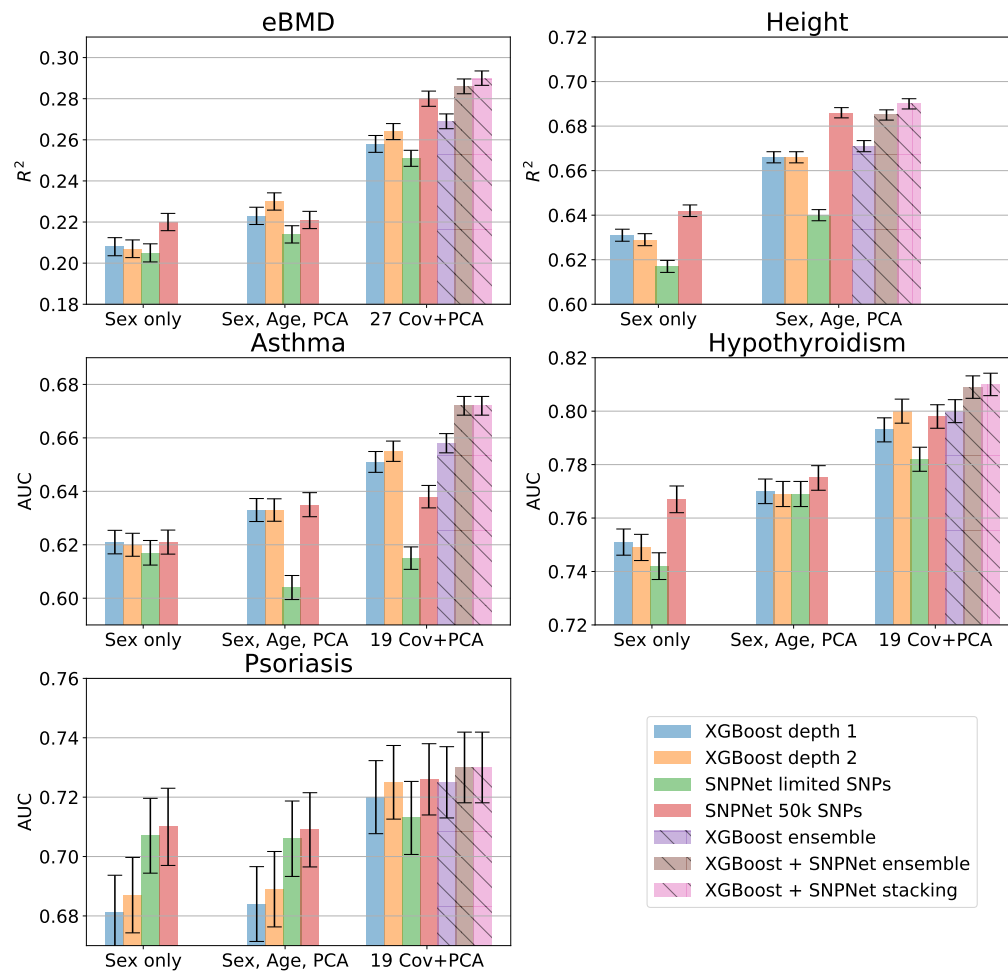 eBMD
R²
0.30
0.28
0.26
0.24
0.22
0.20
0.18
Sex only
Sex, Age, PCA
27 Cov+PCA
Height
R²
0.72
0.70
0.68
0.66
0.64
0.62
0.60
Sex only
Sex, Age, PCA
Asthma
AUC
0.68
0.66
0.64
0.62
0.60
Sex only
Sex, Age, PCA
19 Cov+PCA
Hypothyroidism
AUC
0.82
0.80
0.78
0.76
0.74
0.72
Sex only
Sex, Age, PCA
19 Cov+PCA
Psoriasis
AUC
0.76
0.74
0.72
0.70
0.68
Sex only
Sex, Age, PCA
19 Cov+PCA
XGBoost depth 1
XGBoost depth 2
SNPNet limited SNPs
SNPNet 50k SNPs
XGBoost ensemble
XGBoost + SNPNet ensemble
XGBoost + SNPNet stacking